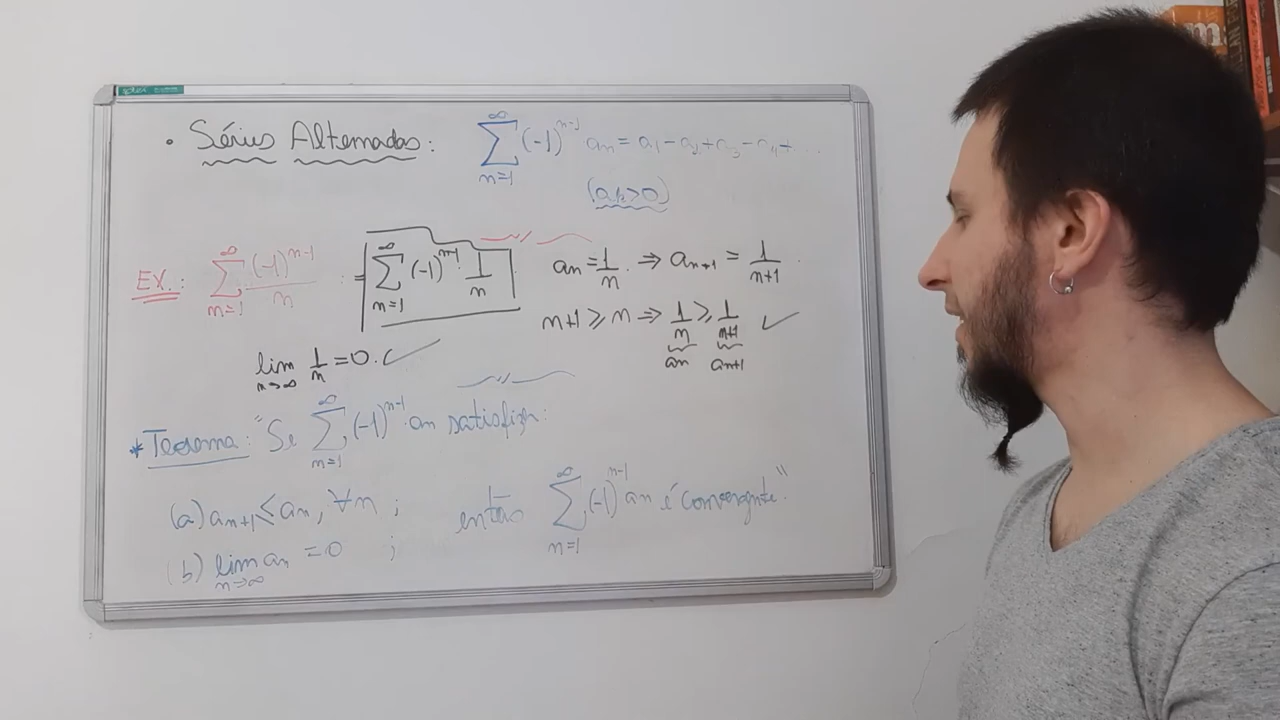 • Séries Alternadas: ∑_{n=1}^{∞} (-1)^{n-1} an = a1 - a2 + a3 - a4 + ...
(an>0)
EX.: ∑_{n=1}^{∞} (-1)^{n-1}/n = ∑_{n=1}^{∞} (-1)^{n-1} · 1/n an = 1/n. ⇒ an+1 = 1/(n+1).
n+1 ≥ n ⇒ 1/n ≥ 1/(n+1) ✓
an an+1
lim_{n→∞} 1/n = 0. ✓
* Teorema: "Se ∑_{n=1}^{∞} (-1)^{n-1} · an satisfizer:
(a) an+1 ≤ an, ∀n ; então ∑_{n=1}^{∞} (-1)^{n-1} an é convergente".
(b) lim_{n→∞} an = 0 ;